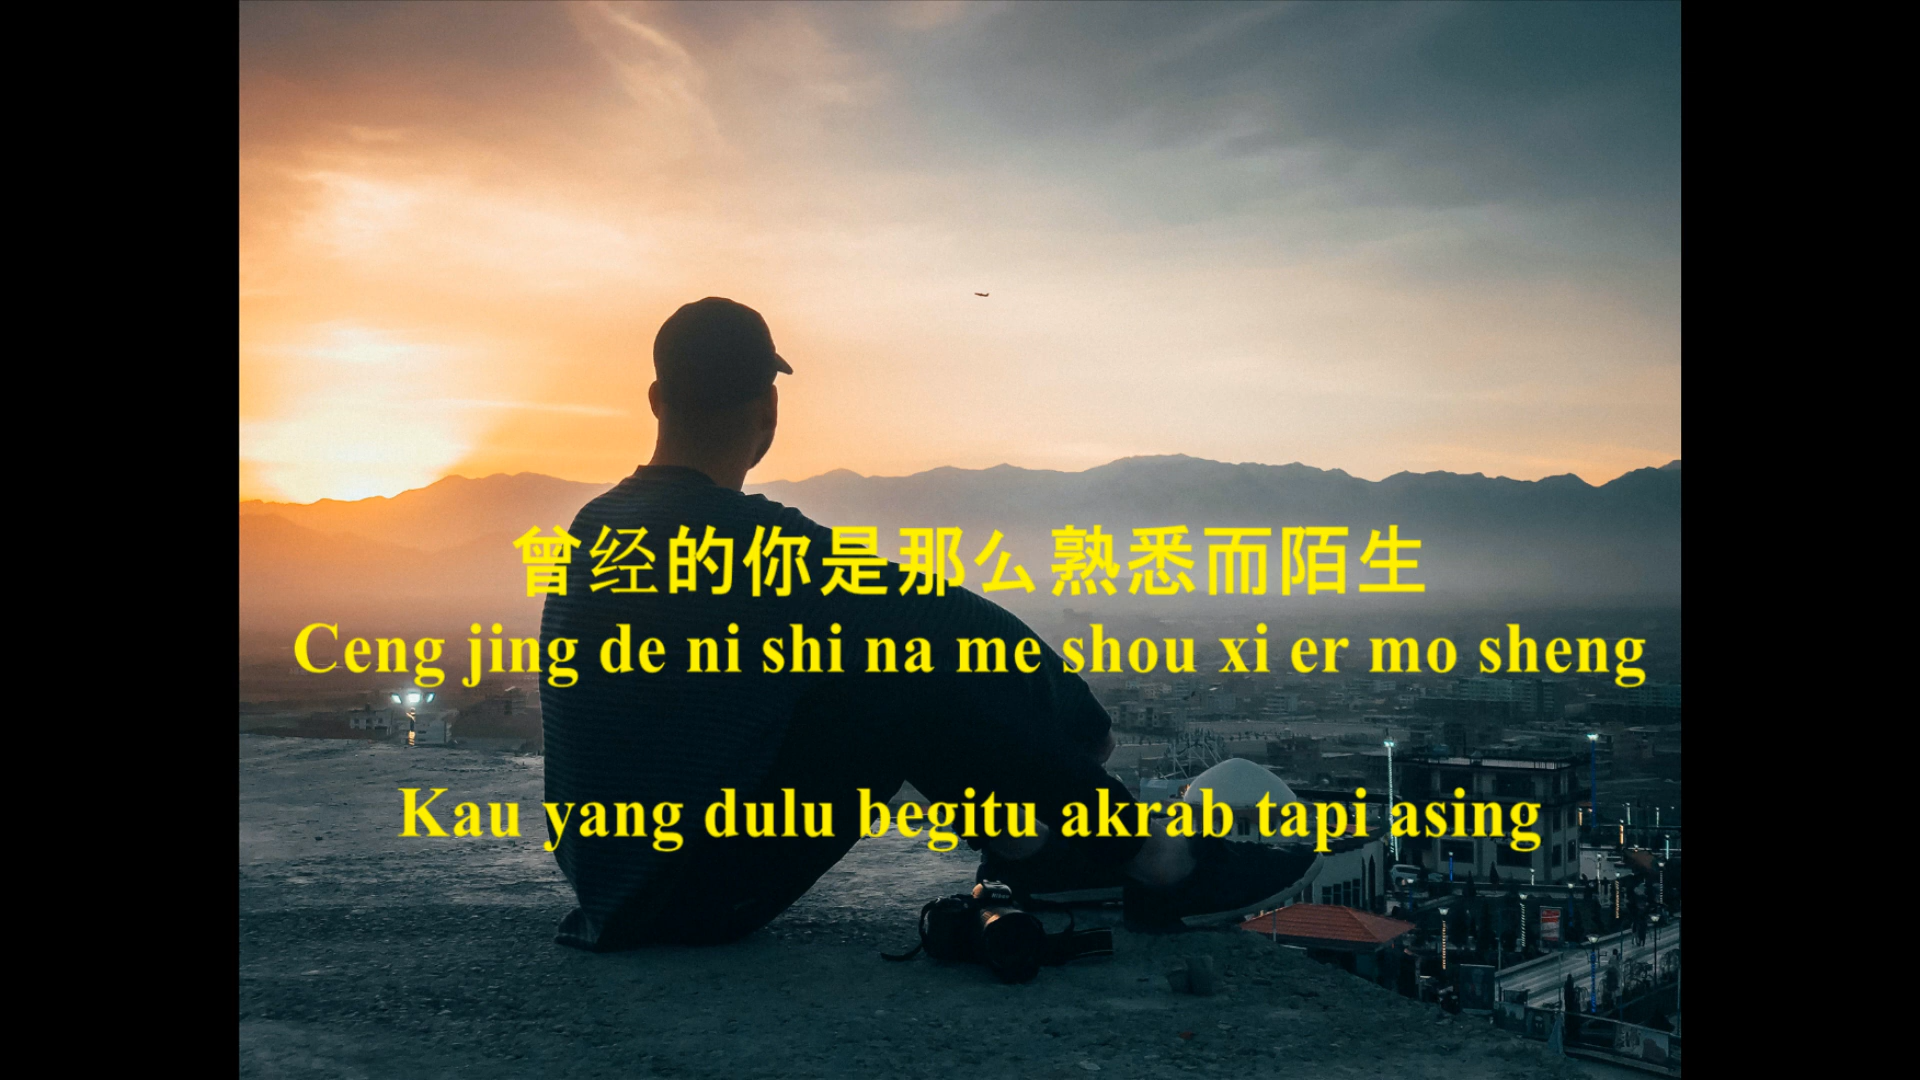 曾经的你是那么熟悉而陌生
Ceng jing de ni shi na me shou xi er mo sheng
Kau yang dulu begitu akrab tapi asing